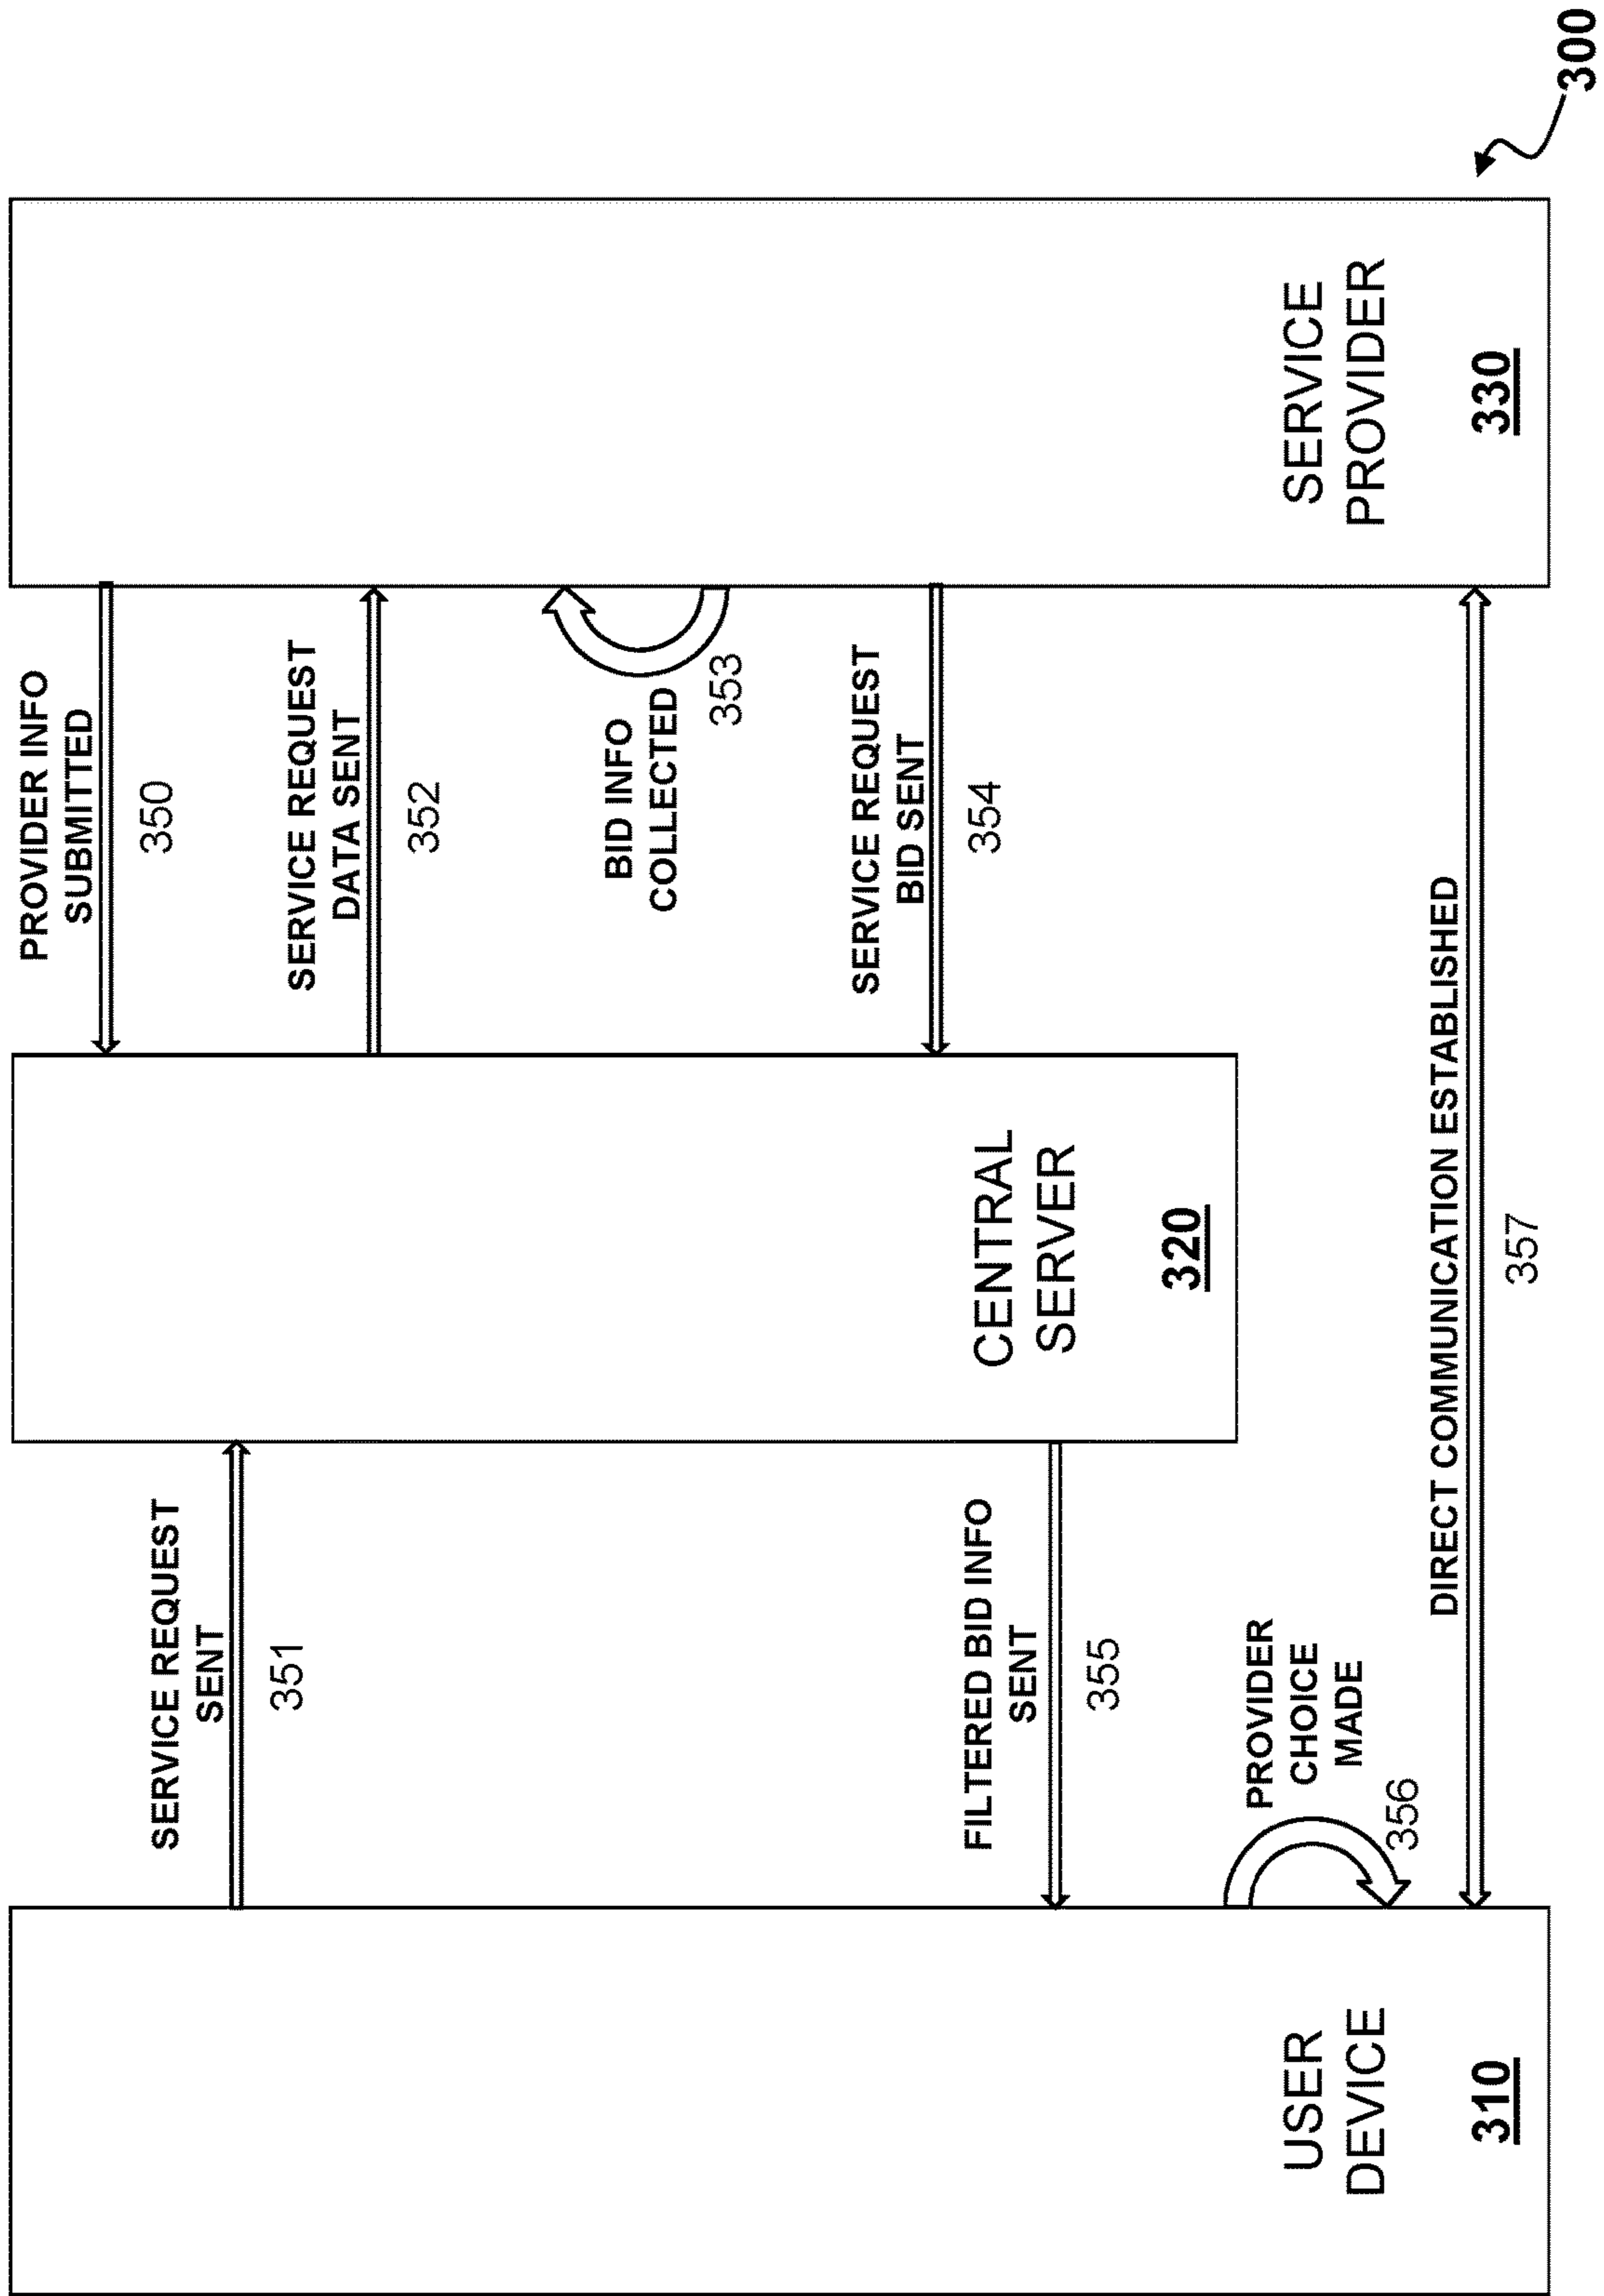 PROVIDER INFO
SUBMITTED
350
SERVICE REQUEST
SENT
351
SERVICE REQUEST
DATA SENT
352
BID INFO
COLLECTED
353
SERVICE REQUEST
BID SENT
354
FILTERED BID INFO
SENT
355
PROVIDER
CHOICE
MADE
356
DIRECT COMMUNICATION ESTABLISHED
357
USER
DEVICE
310
CENTRAL
SERVER
320
SERVICE
PROVIDER
330
300